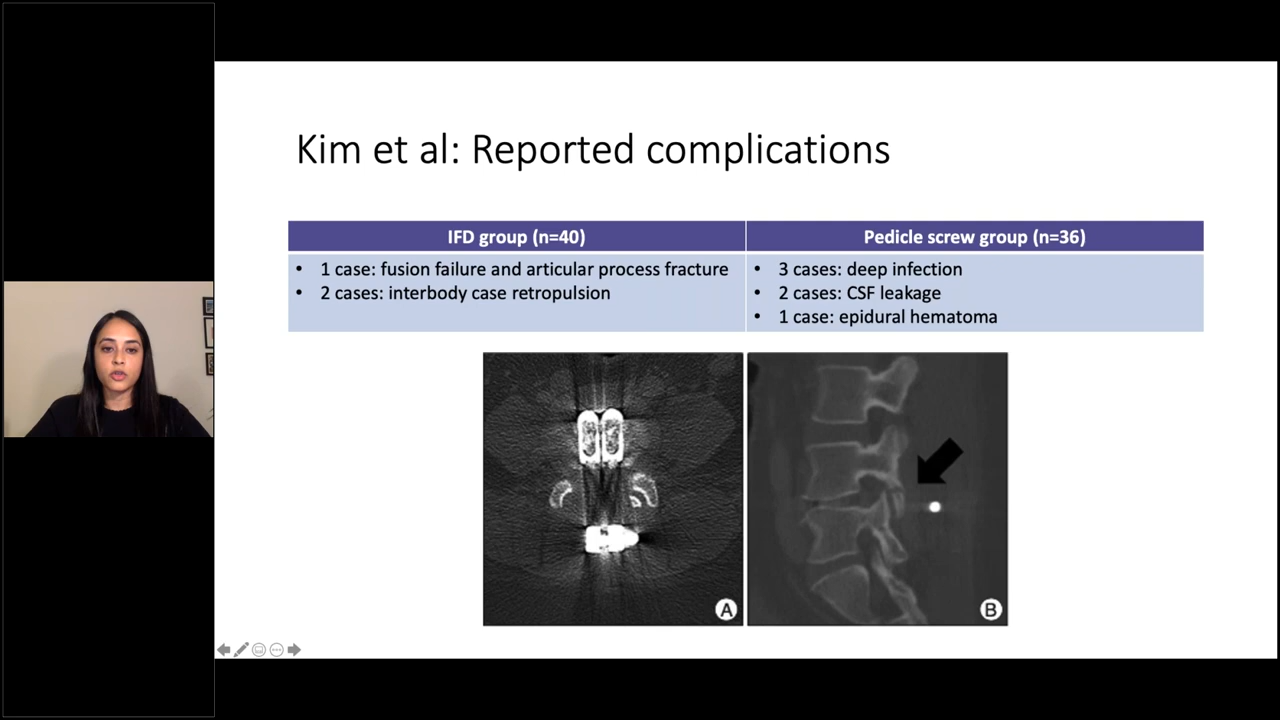 Kim et al: Reported complications
IFD group (n=40)
Pedicle screw group (n=36)
• 1 case: fusion failure and articular process fracture
• 2 cases: interbody case retropulsion
• 3 cases: deep infection
• 2 cases: CSF leakage
• 1 case: epidural hematoma
A
B